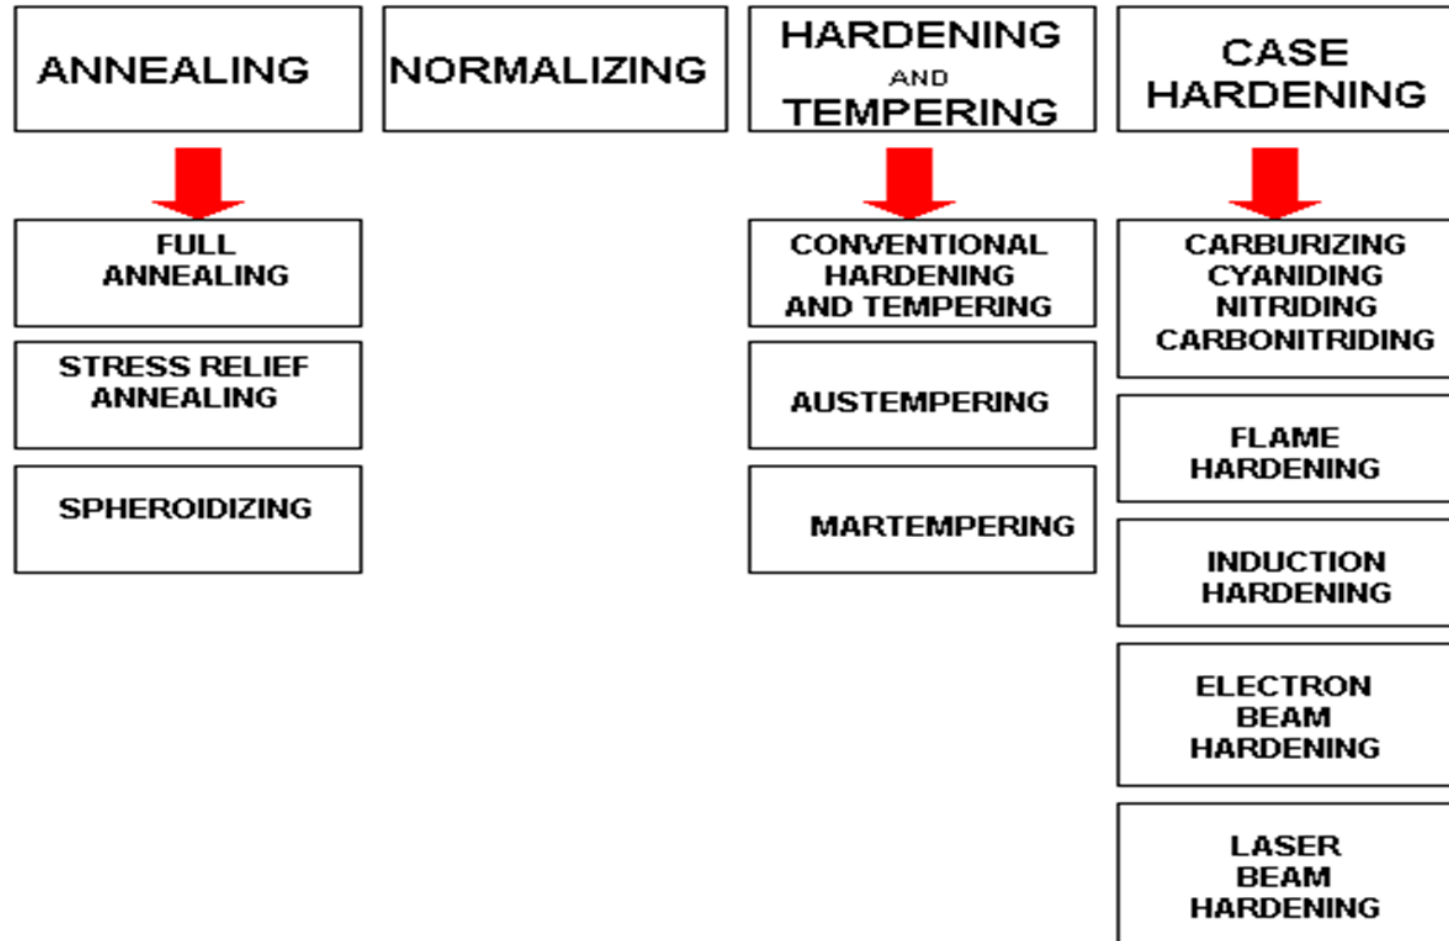 ANNEALING
NORMALIZING
HARDENING
AND
TEMPERING
CASE
HARDENING
FULL
ANNEALING
STRESS RELIEF
ANNEALING
SPHEROIDIZING
CONVENTIONAL
HARDENING
AND TEMPERING
AUSTEMPERING
MARTEMPERING
CARBURIZING
CYANIDING
NITRIDING
CARBONITRIDING
FLAME
HARDENING
INDUCTION
HARDENING
ELECTRON
BEAM
HARDENING
LASER
BEAM
HARDENING